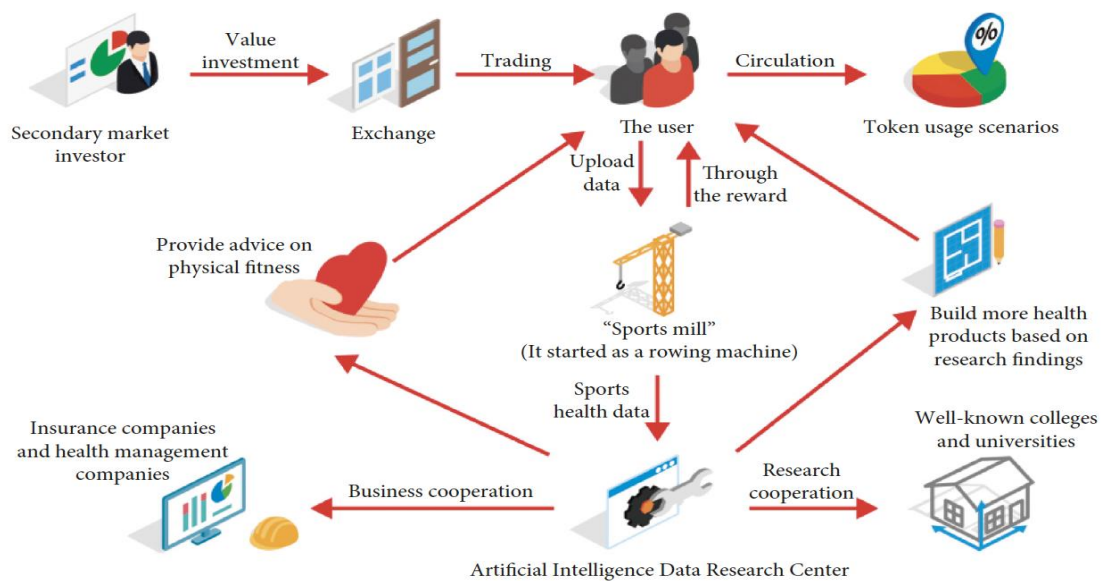 Value
investment
Trading
Circulation
%
Secondary market
investor
Exchange
The user
Token usage scenarios
Upload
data
Through
the reward
Provide advice on
physical fitness
“Sports mill”
(It started as a rowing machine)
Build more health
products based on
research findings
Sports
health data
Insurance companies
and health management
companies
Well-known colleges
and universities
Business cooperation
Research
cooperation
Artificial Intelligence Data Research Center